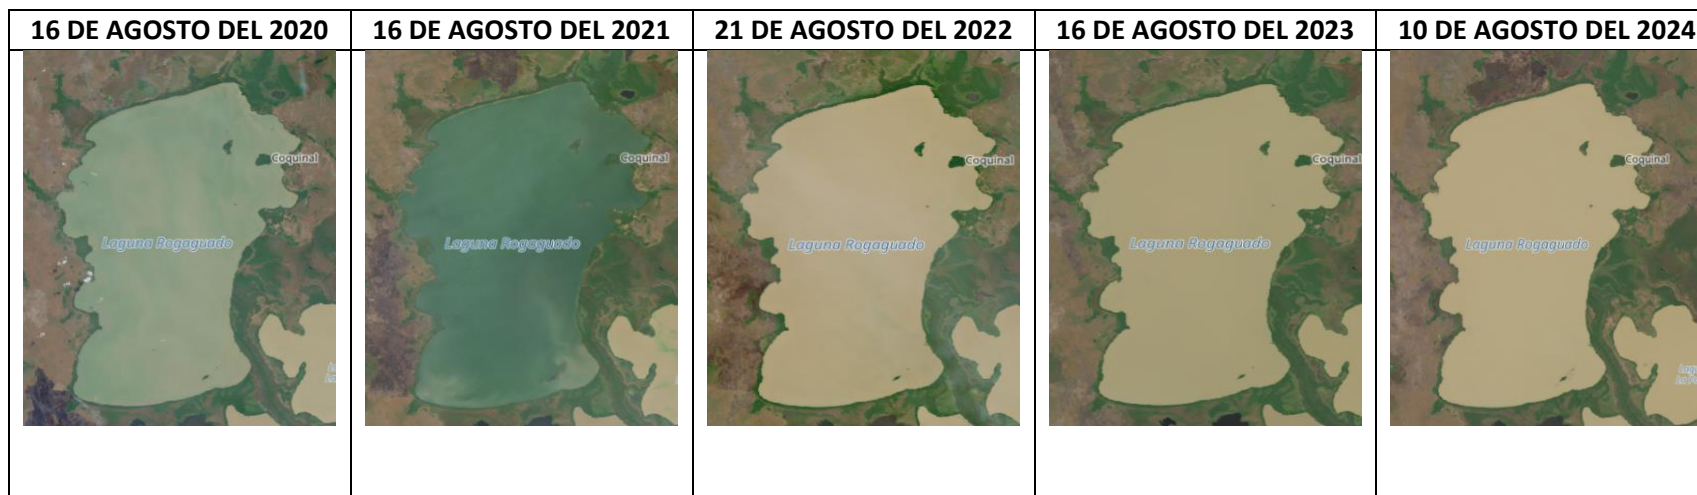 16 DE AGOSTO DEL 2020
16 DE AGOSTO DEL 2021
21 DE AGOSTO DEL 2022
16 DE AGOSTO DEL 2023
10 DE AGOSTO DEL 2024
Coquinal
Laguna Rogaguado
Coquinal
Laguna Rogaguado
Coquinal
Laguna Rogaguado
Coquinal
Laguna Rogaguado
Coquinal
Laguna Rogaguado